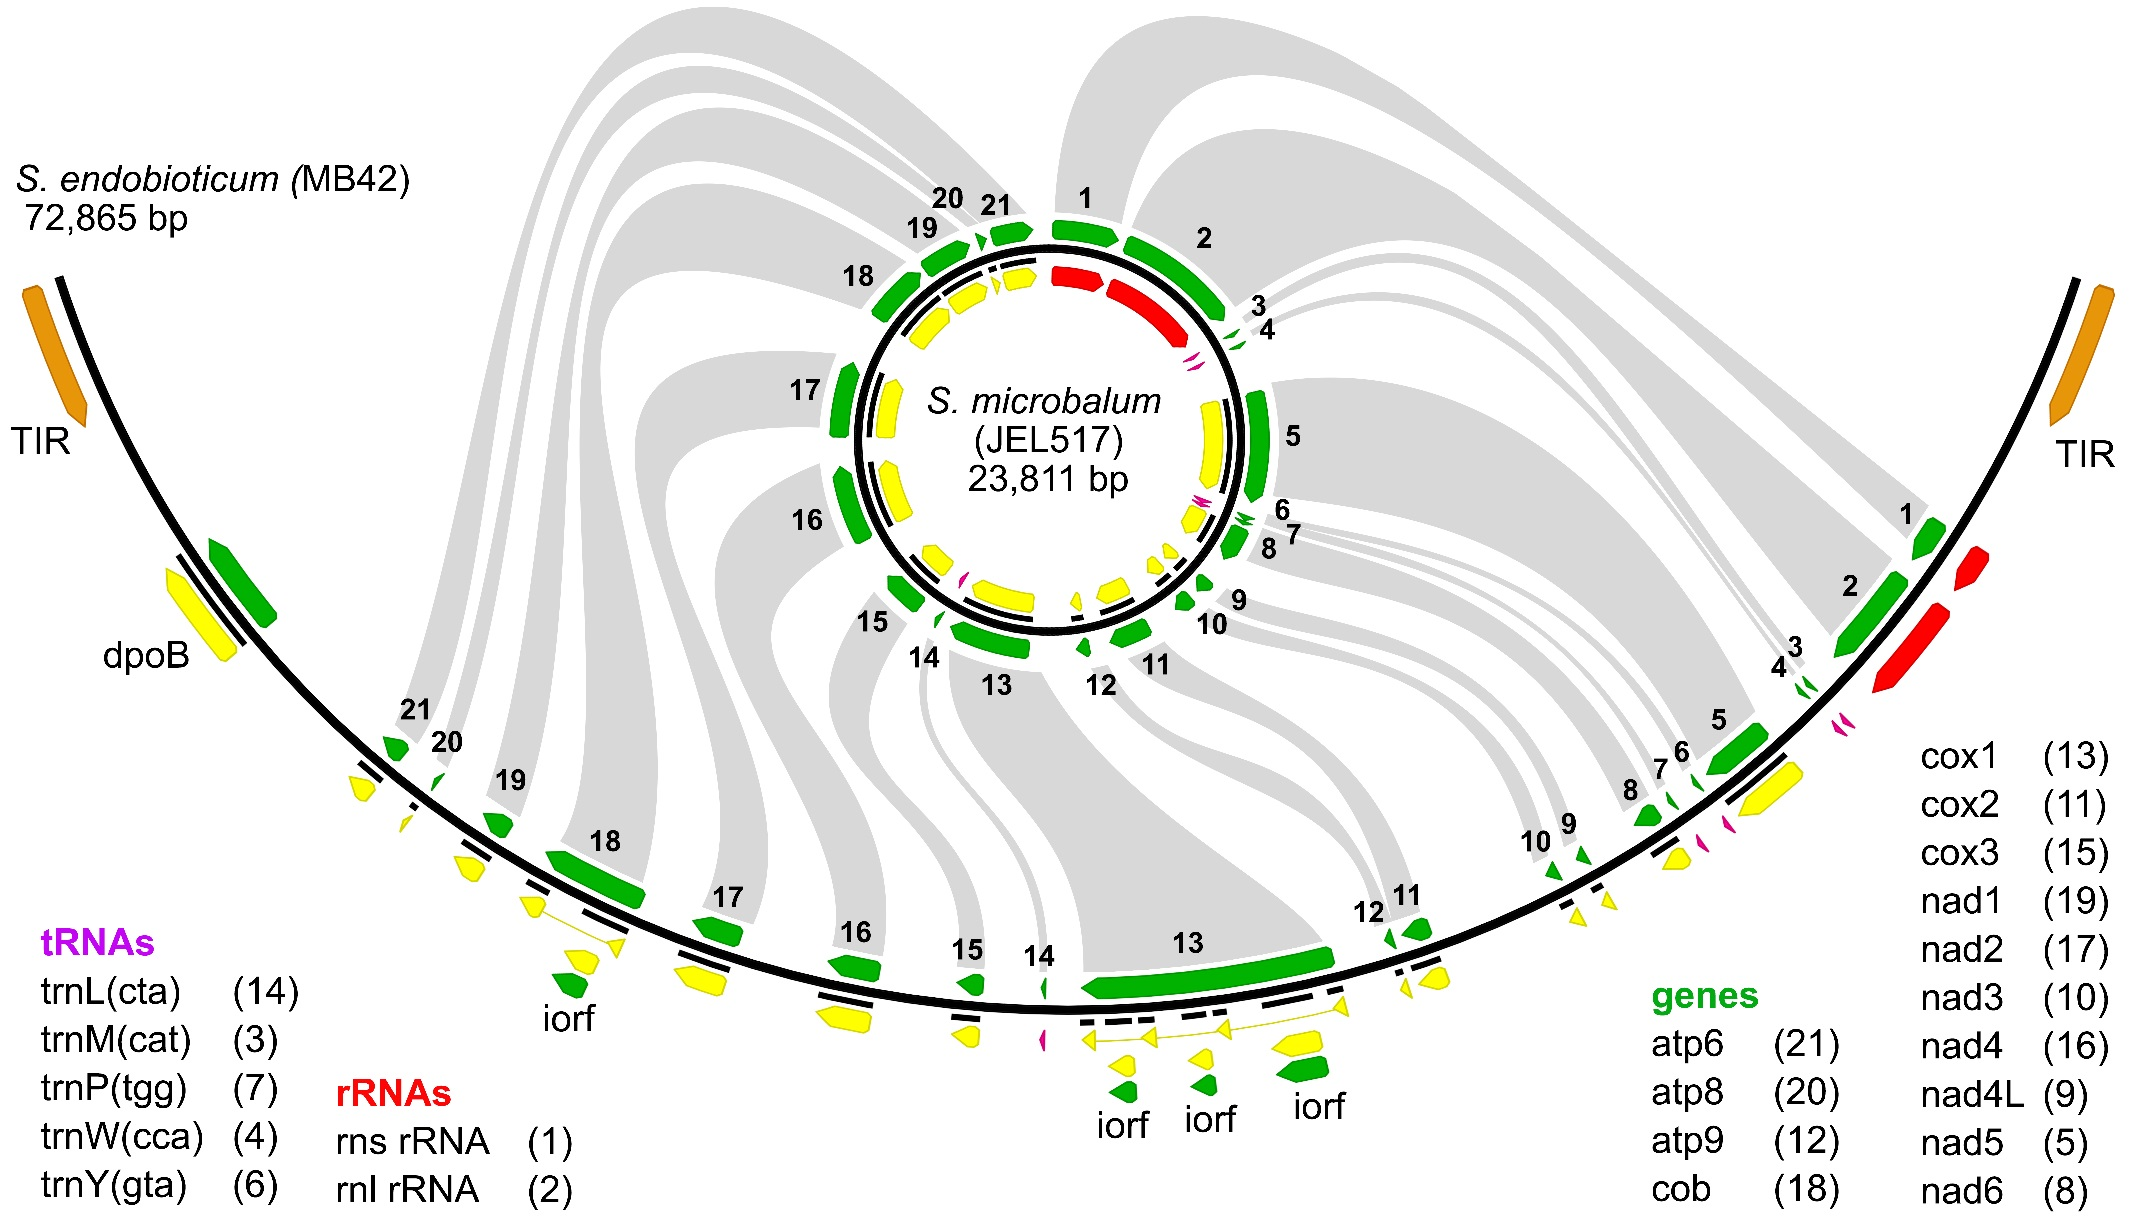 S. endobioticum (MB42)
72,865 bp
TIR
TIR
dpoB
S. microbalum
(JEL517)
23,811 bp
1
2
3
4
5
6
7
8
9
10
11
12
13
14
15
16
17
18
19
20
21
1
2
3
4
5
6
7
8
9
10
11
12
13
14
15
16
17
18
19
20
21
iorf
iorf
iorf
iorf
tRNAs
trnL(cta) (14)
trnM(cat) (3)
trnP(tgg) (7)
trnW(cca) (4)
trnY(gta) (6)
rRNAs
rns rRNA (1)
rnl rRNA (2)
genes
atp6 (21)
atp8 (20)
atp9 (12)
cob (18)
cox1 (13)
cox2 (11)
cox3 (15)
nad1 (19)
nad2 (17)
nad3 (10)
nad4 (16)
nad4L (9)
nad5 (5)
nad6 (8)